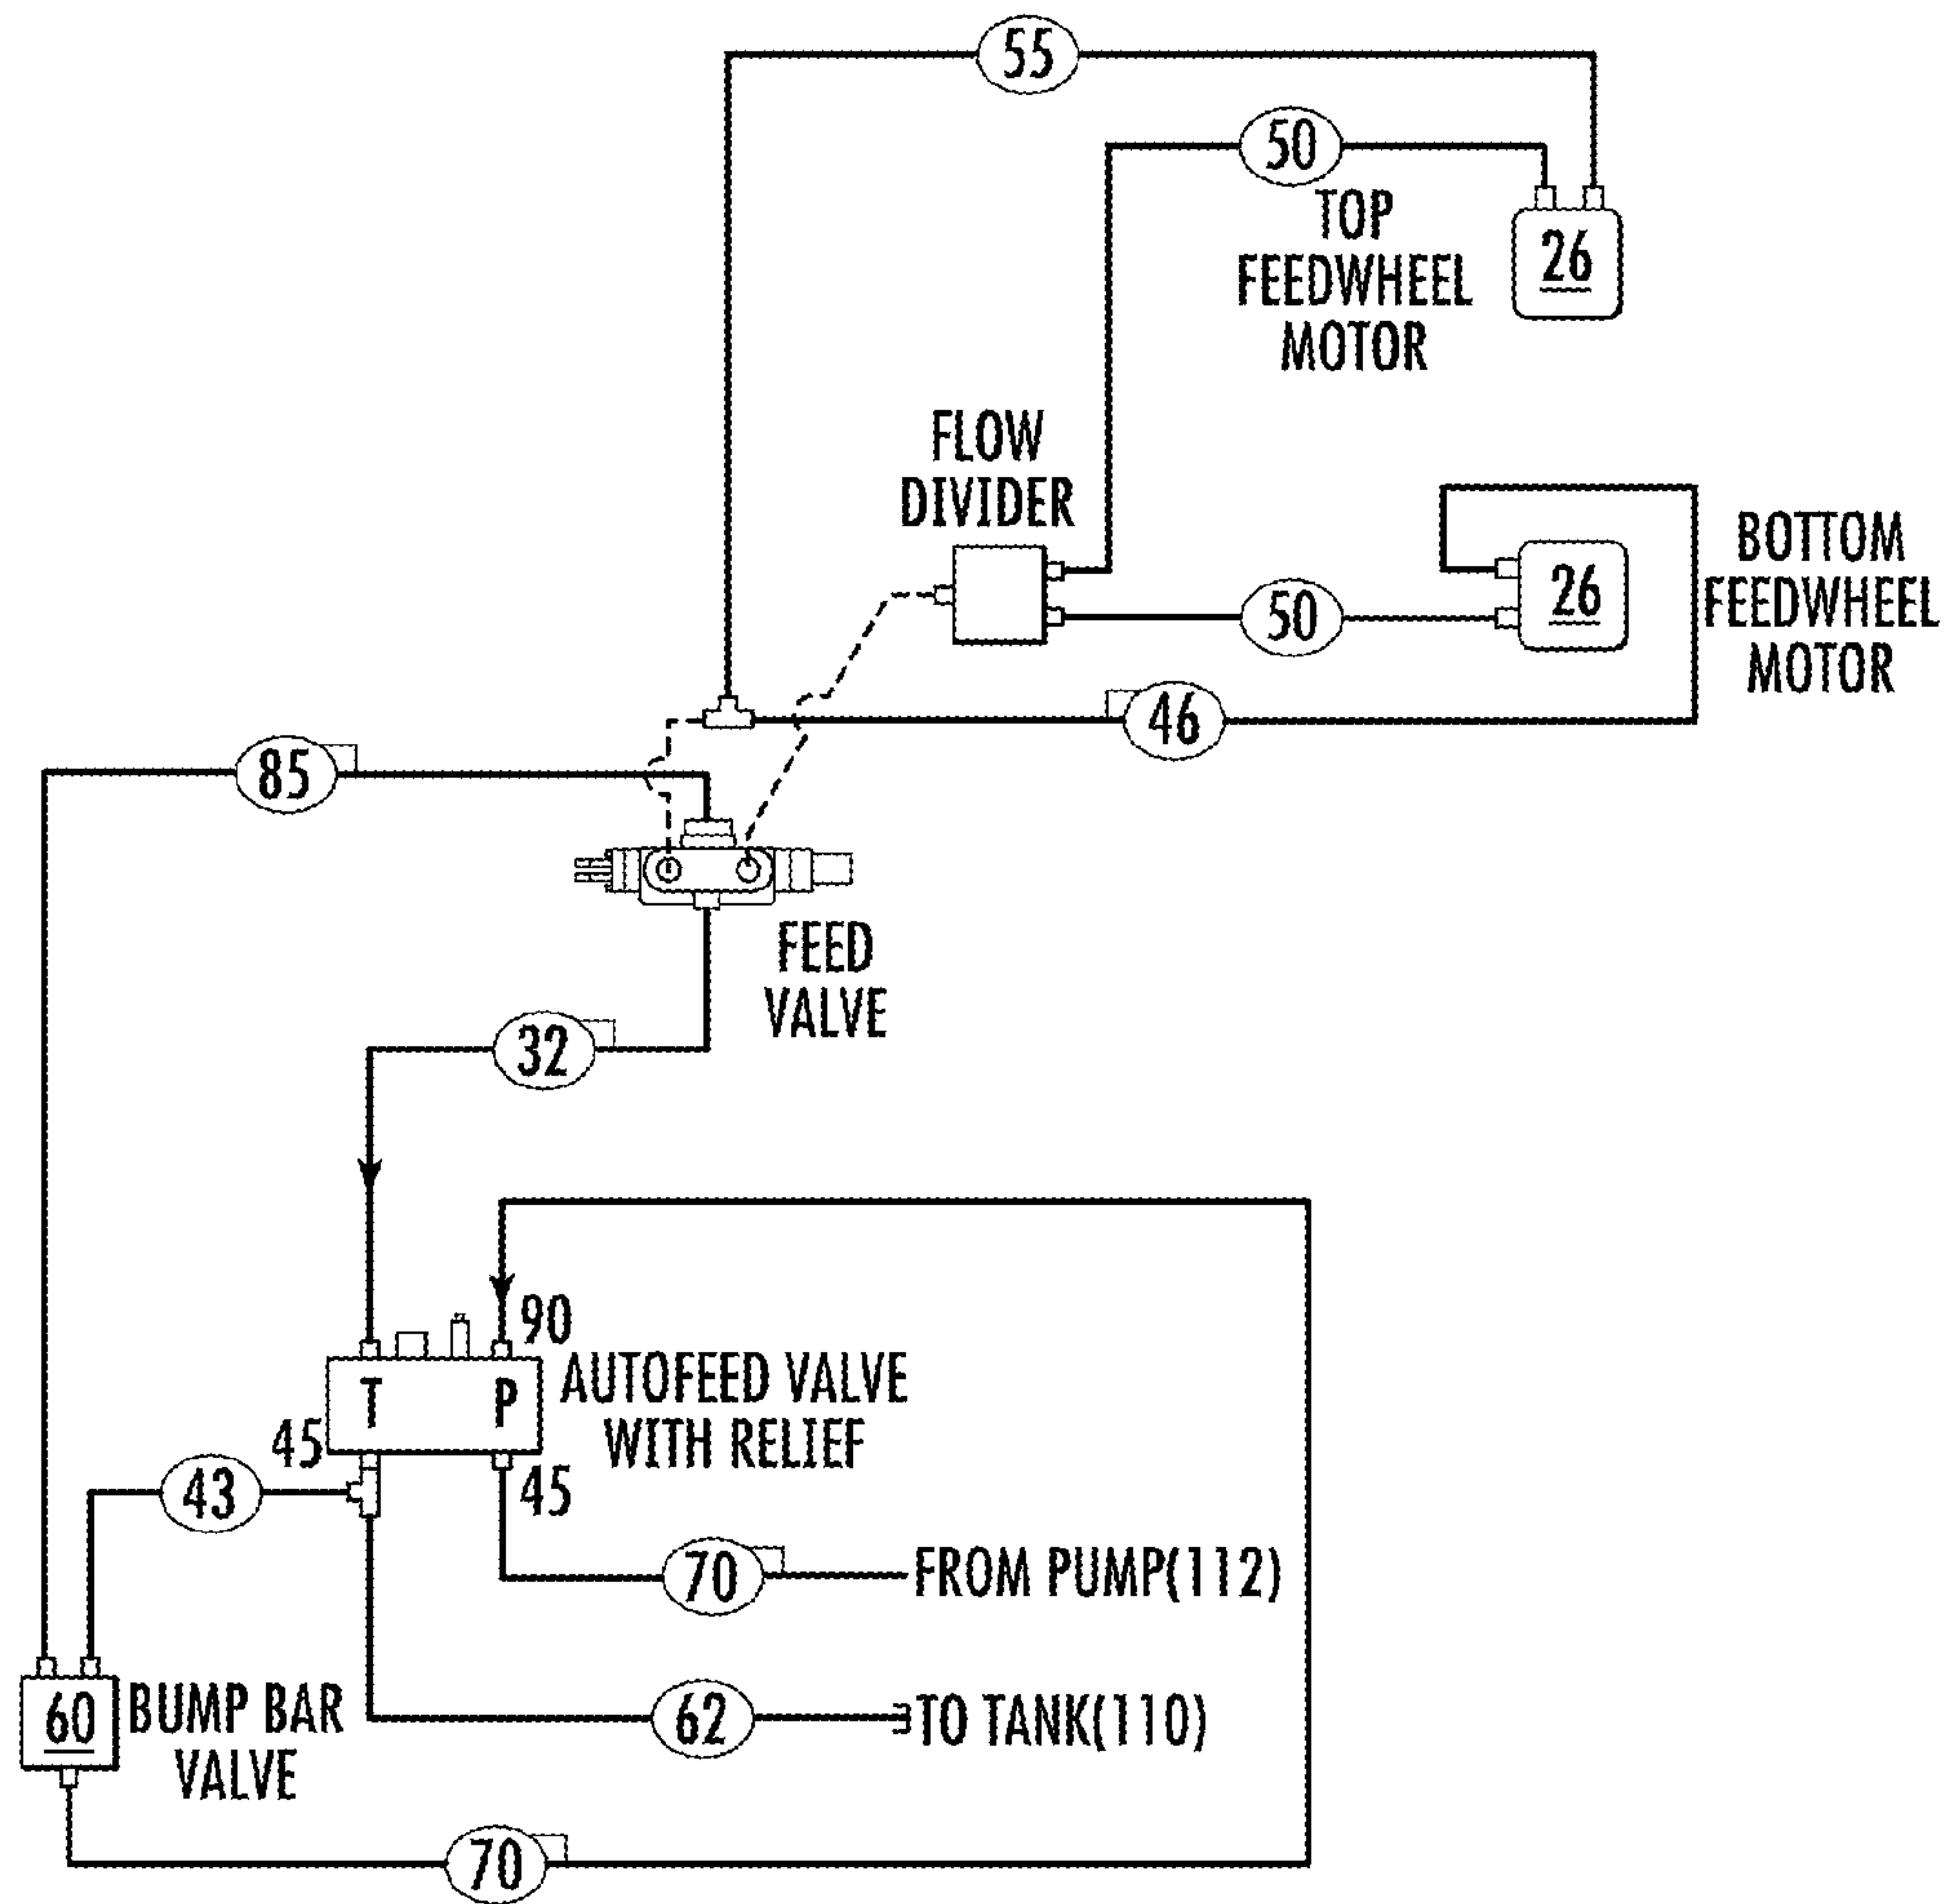 55
50
TOP
FEEDWHEEL
MOTOR
26
FLOW
DIVIDER
50
26
BOTTOM
FEEDWHEEL
MOTOR
46
85
FEED
VALVE
32
90
T P
AUTOFEED VALVE
WITH RELIEF
45
45
43
70
FROM PUMP(112)
62
TO TANK(110)
60
BUMP BAR
VALVE
70